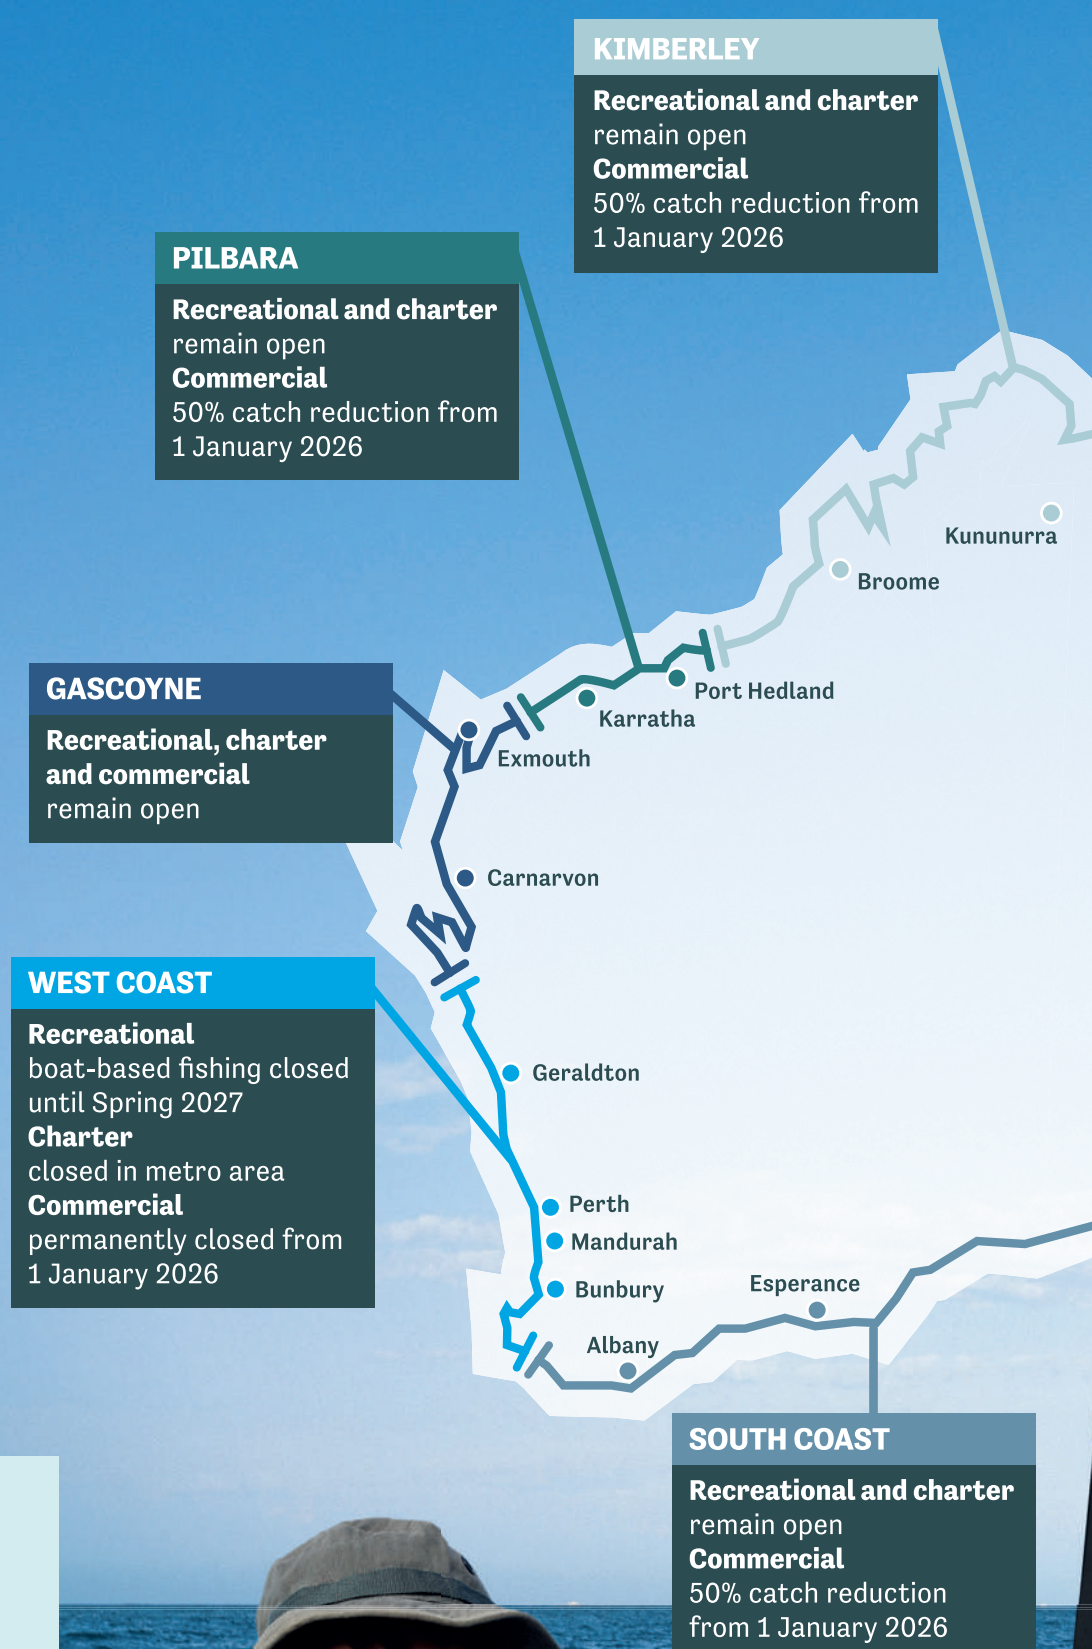 KIMBERLEY
Recreational and charter
remain open
Commercial
50% catch reduction from
1 January 2026
PILBARA
Recreational and charter
remain open
Commercial
50% catch reduction from
1 January 2026
Kununurra
Broome
Port Hedland
Karratha
Exmouth
GASCOYNE
Recreational, charter
and commercial
remain open
Carnarvon
WEST COAST
Recreational
boat-based fishing closed
until Spring 2027
Charter
closed in metro area
Commercial
permanently closed from
1 January 2026
Geraldton
Perth
Mandurah
Bunbury
Esperance
Albany
SOUTH COAST
Recreational and charter
remain open
Commercial
50% catch reduction
from 1 January 2026